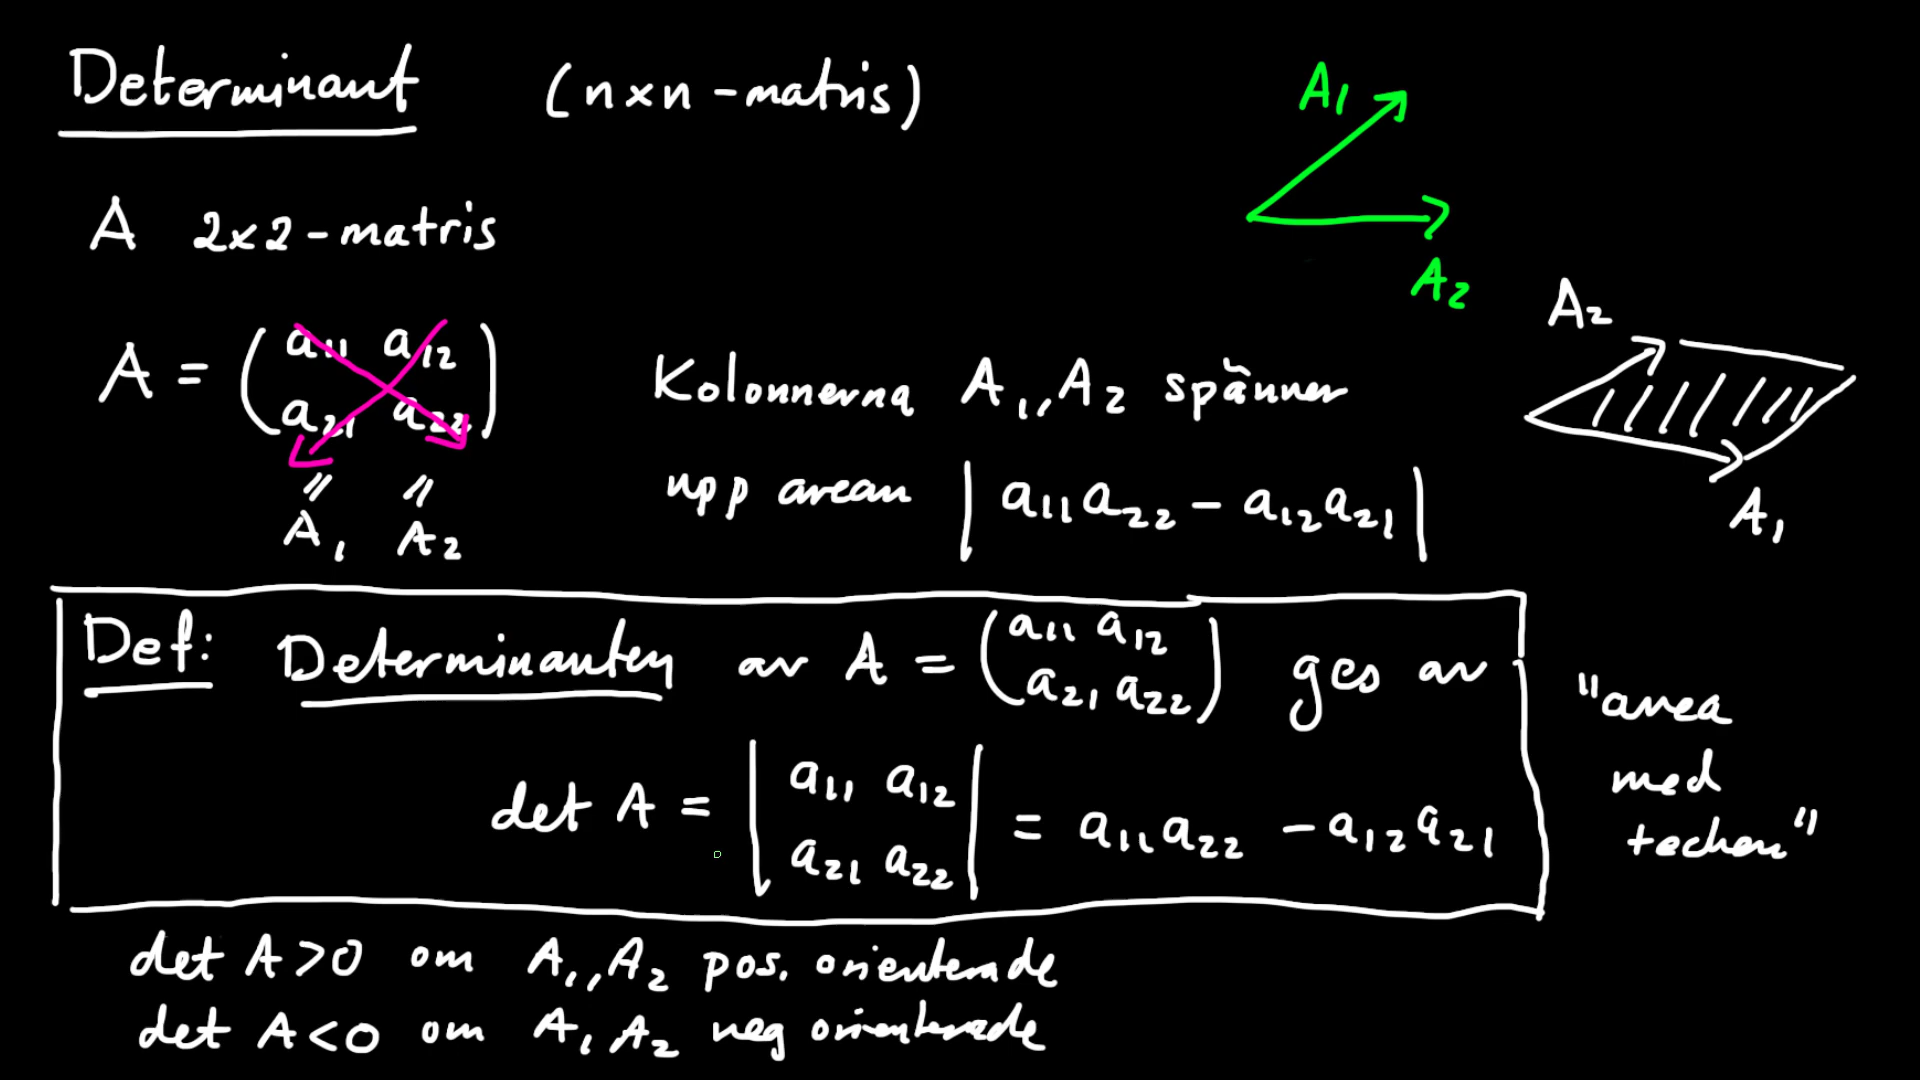 Determinant (n×n-matris)
A 2×2-matris
A = (a₁₁ a₁₂
a₂₁ a₂₂)
" "
A₁ A₂
Kolonnerna A₁, A₂ spänner
upp arean | a₁₁a₂₂ - a₁₂a₂₁ |
A₁
A₂
A₂
A₁
Def: Determinanten av A = (a₁₁ a₁₂
a₂₁ a₂₂) ges av
det A = | a₁₁ a₁₂
a₂₁ a₂₂ | = a₁₁a₂₂ - a₁₂a₂₁
"area
med
tecken"
det A > 0 om A₁, A₂ pos. orienterade
det A < 0 om A₁ A₂ neg orienterade